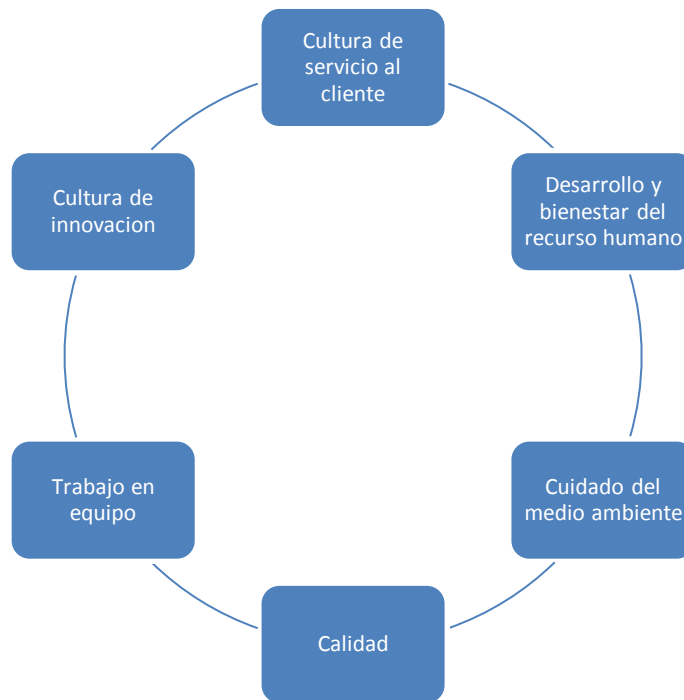 Cultura de
servicio al
cliente
Desarrollo y
bienestar del
recurso humano
Cuidado del
medio ambiente
Calidad
Trabajo en
equipo
Cultura de
innovacion